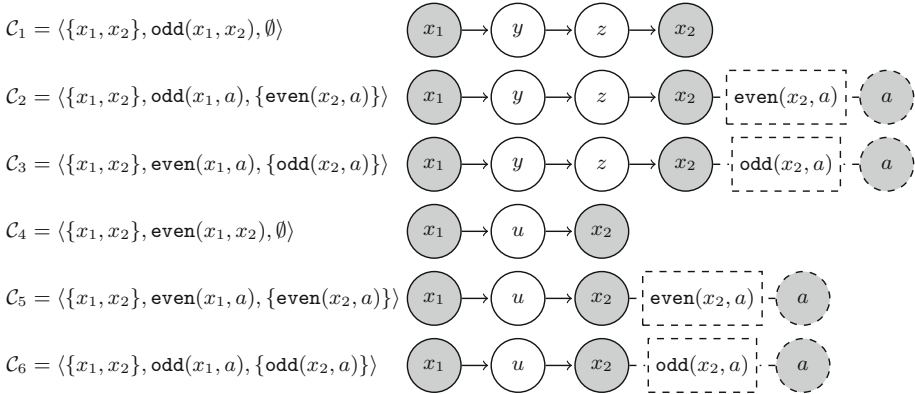 𝒞₁ = ⟨{x₁, x₂}, odd(x₁, x₂), ∅⟩ x₁ y z x₂
𝒞₂ = ⟨{x₁, x₂}, odd(x₁, a), {even(x₂, a)}⟩ x₁ y z x₂ even(x₂, a) a
𝒞₃ = ⟨{x₁, x₂}, even(x₁, a), {odd(x₂, a)}⟩ x₁ y z x₂ odd(x₂, a) a
𝒞₄ = ⟨{x₁, x₂}, even(x₁, x₂), ∅⟩ x₁ u x₂
𝒞₅ = ⟨{x₁, x₂}, even(x₁, a), {even(x₂, a)}⟩ x₁ u x₂ even(x₂, a) a
𝒞₆ = ⟨{x₁, x₂}, odd(x₁, a), {odd(x₂, a)}⟩ x₁ u x₂ odd(x₂, a) a